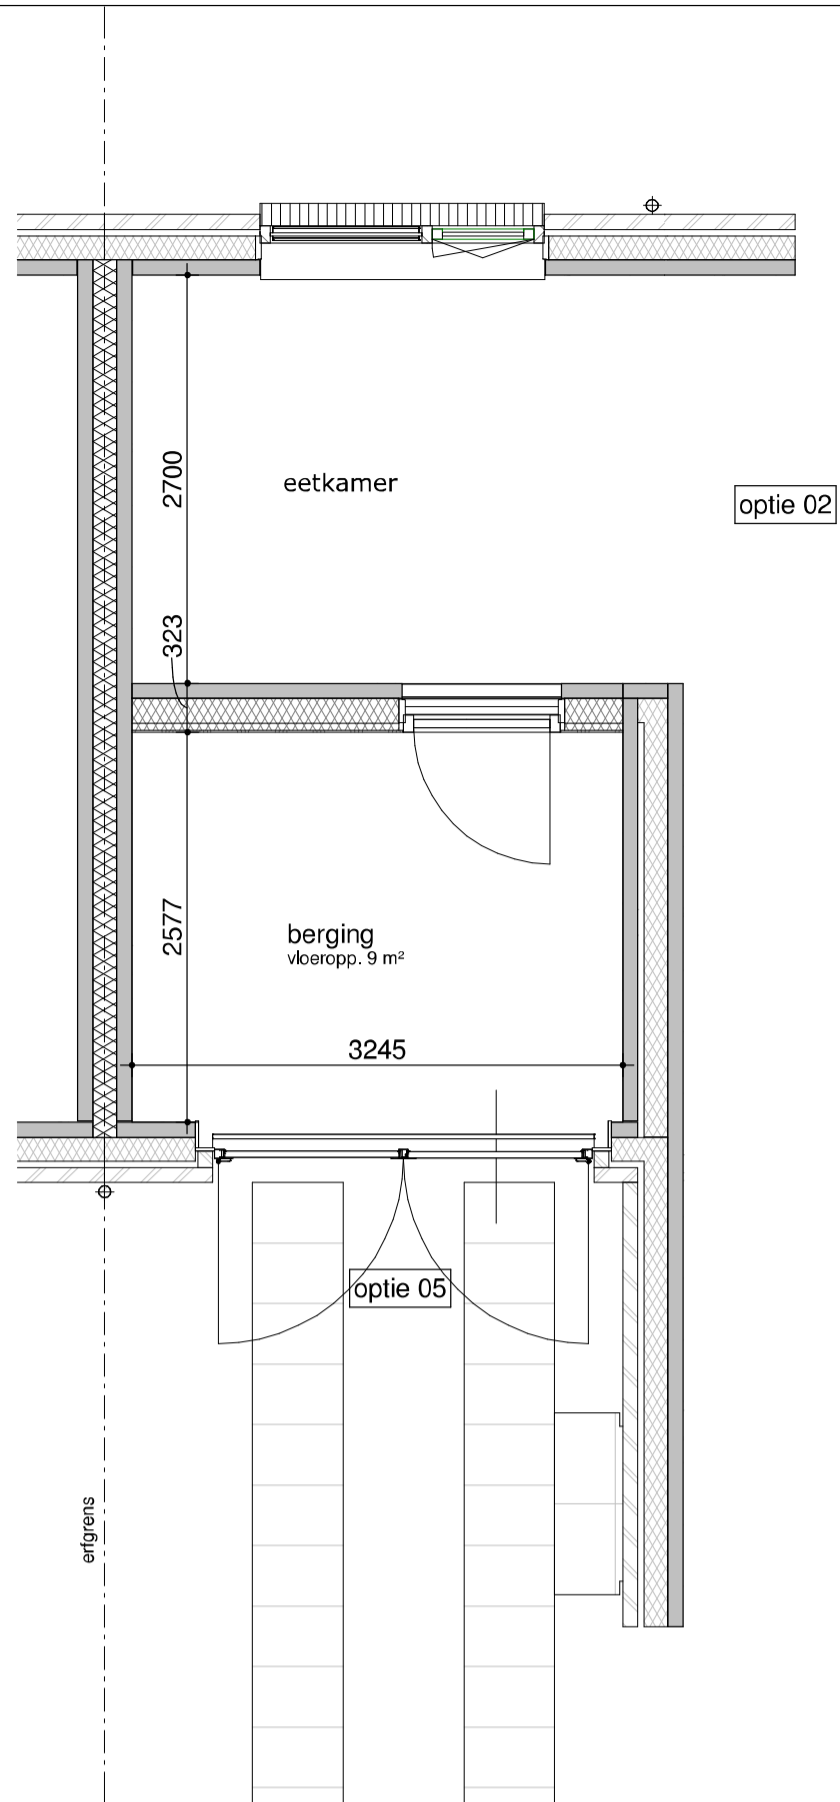 2700
eetkamer
optie 02
323
2577
berging
vloeropp. 9 m²
3245
optie 05
erfgrens